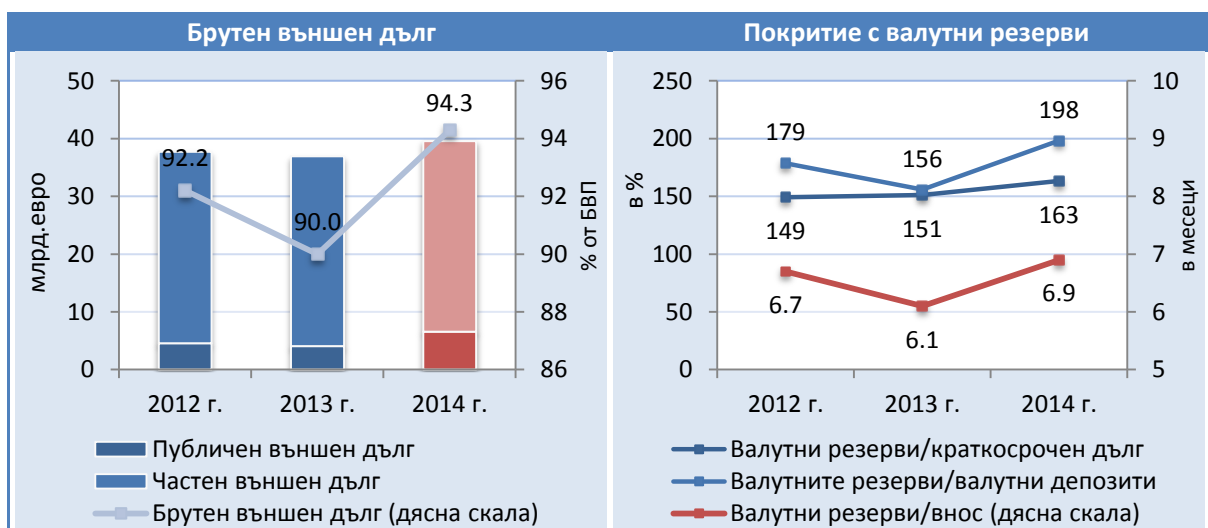 Брутен външен дълг
50
40
30
20
10
0
млрд.евро
96
94
92
90
88
86
% от БВП
92.2
90.0
94.3
2012 г. 2013 г. 2014 г.
Публичен външен дълг
Частен външен дълг
Брутен външен дълг (дясна скала)
Покритие с валутни резерви
250
200
150
100
50
0
в %
10
9
8
7
6
5
в месеци
179 156 198
149 151 163
6.7 6.1 6.9
2012 г. 2013 г. 2014 г.
Валутни резерви/краткосрочен дълг
Валутните резерви/валутни депозити
Валутни резерви/внос (дясна скала)